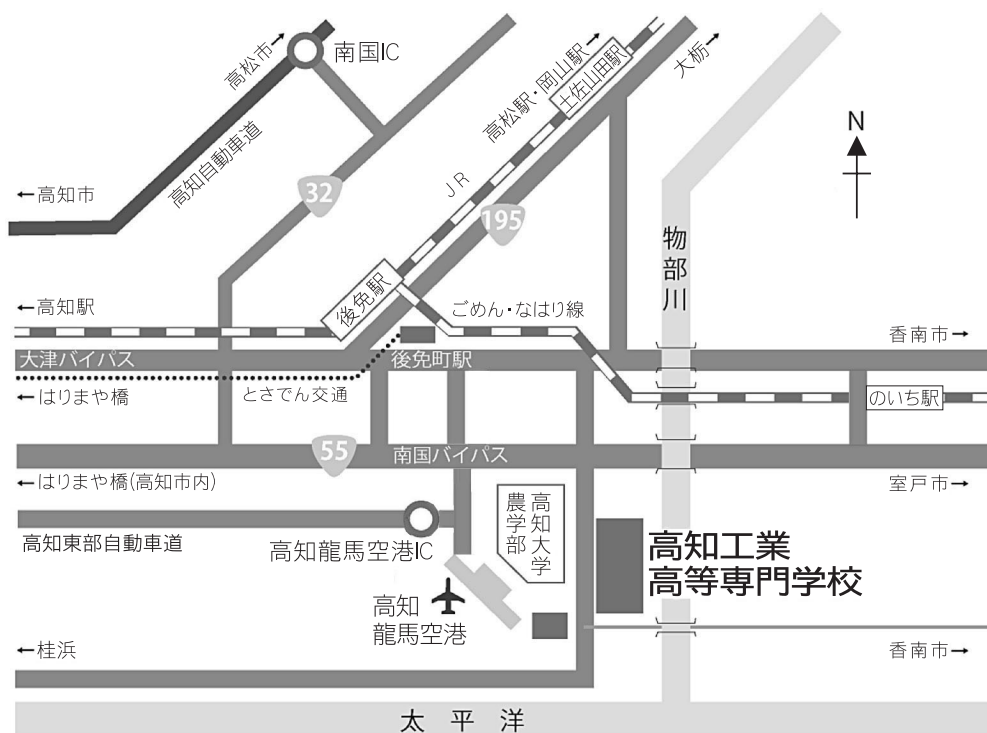 南国IC
高松市→
高知自動車道
←高知市
高松駅・岡山駅→
土佐山田駅
大栃→
N
32
JR
195
物部川
←高知駅
後免駅
ごめん・なはり線
香南市→
大津バイパス
後免町駅
←はりまや橋
とさでん交通
のいち駅
55
南国バイパス
←はりまや橋(高知市内)
室戸市→
高知東部自動車道
高知龍馬空港IC
高知大学
農学部
高知工業
高等専門学校
高知
龍馬空港
←桂浜
香南市→
太平洋